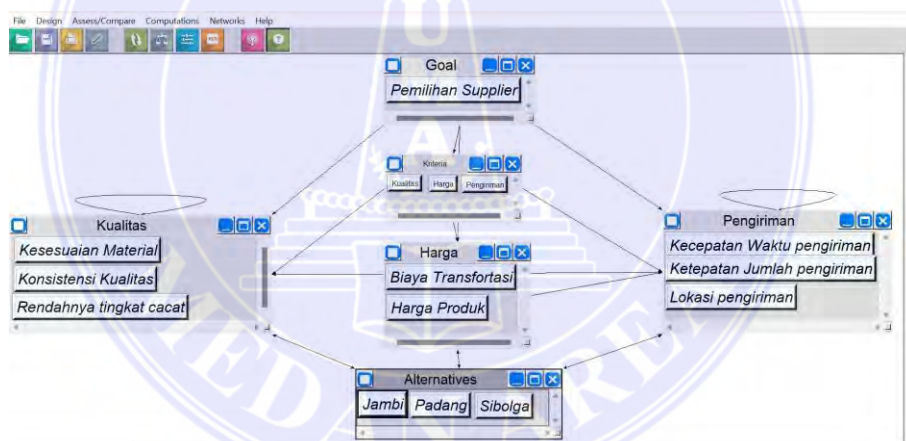 File Design Assess/Compare Computations Networks Help
Goal
Pemilihan Supplier
Kriteria
Kualitas Harga Pengiriman
Kualitas
Kesesuaian Material
Konsistensi Kualitas
Rendahnya tingkat cacat
Harga
Biaya Transfortasi
Harga Produk
Pengiriman
Kecepatan Waktu pengiriman
Ketepatan Jumlah pengiriman
Lokasi pengiriman
Alternatives
Jambi Padang Sibolga
U
M
A
MEDAN AREA